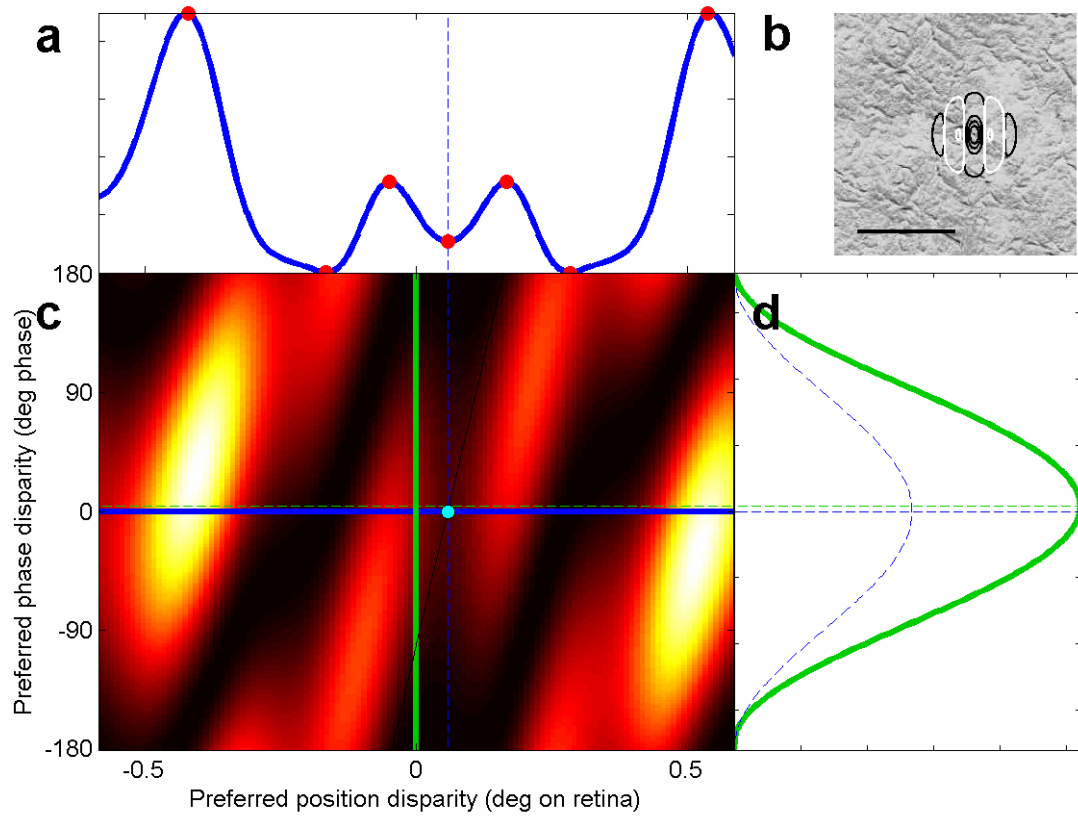 a
b
180
c
d
90
0
-90
-180
-0.5
0
0.5
Preferred phase disparity (deg phase)
Preferred position disparity (deg on retina)